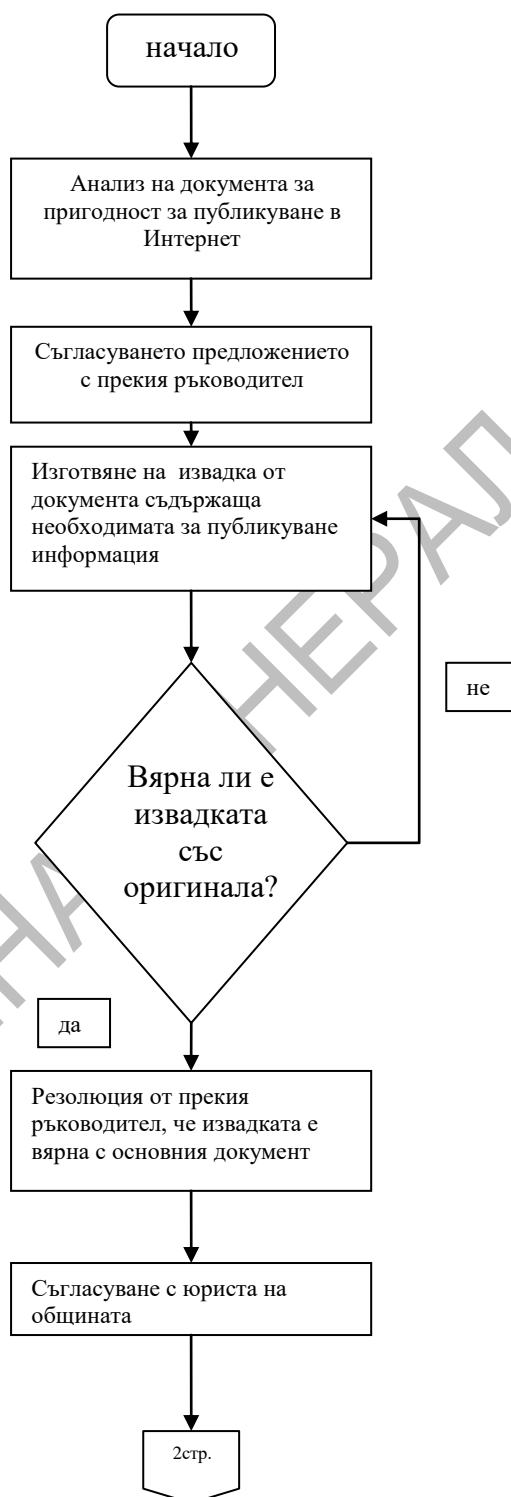 начало
Анализ на документа за
пригодност за публикуване в
Интернет
Съгласуването предложението
с прекия ръководител
Изготвяне на извадка от
документа съдържаща
необходимата за публикуване
информация
не
Вярна ли е
извадката
със
оригинала?
да
Резолюция от прекия
ръководител, че извадката е
вярна с основния документ
Съгласуване с юриста на
общината
2стр.